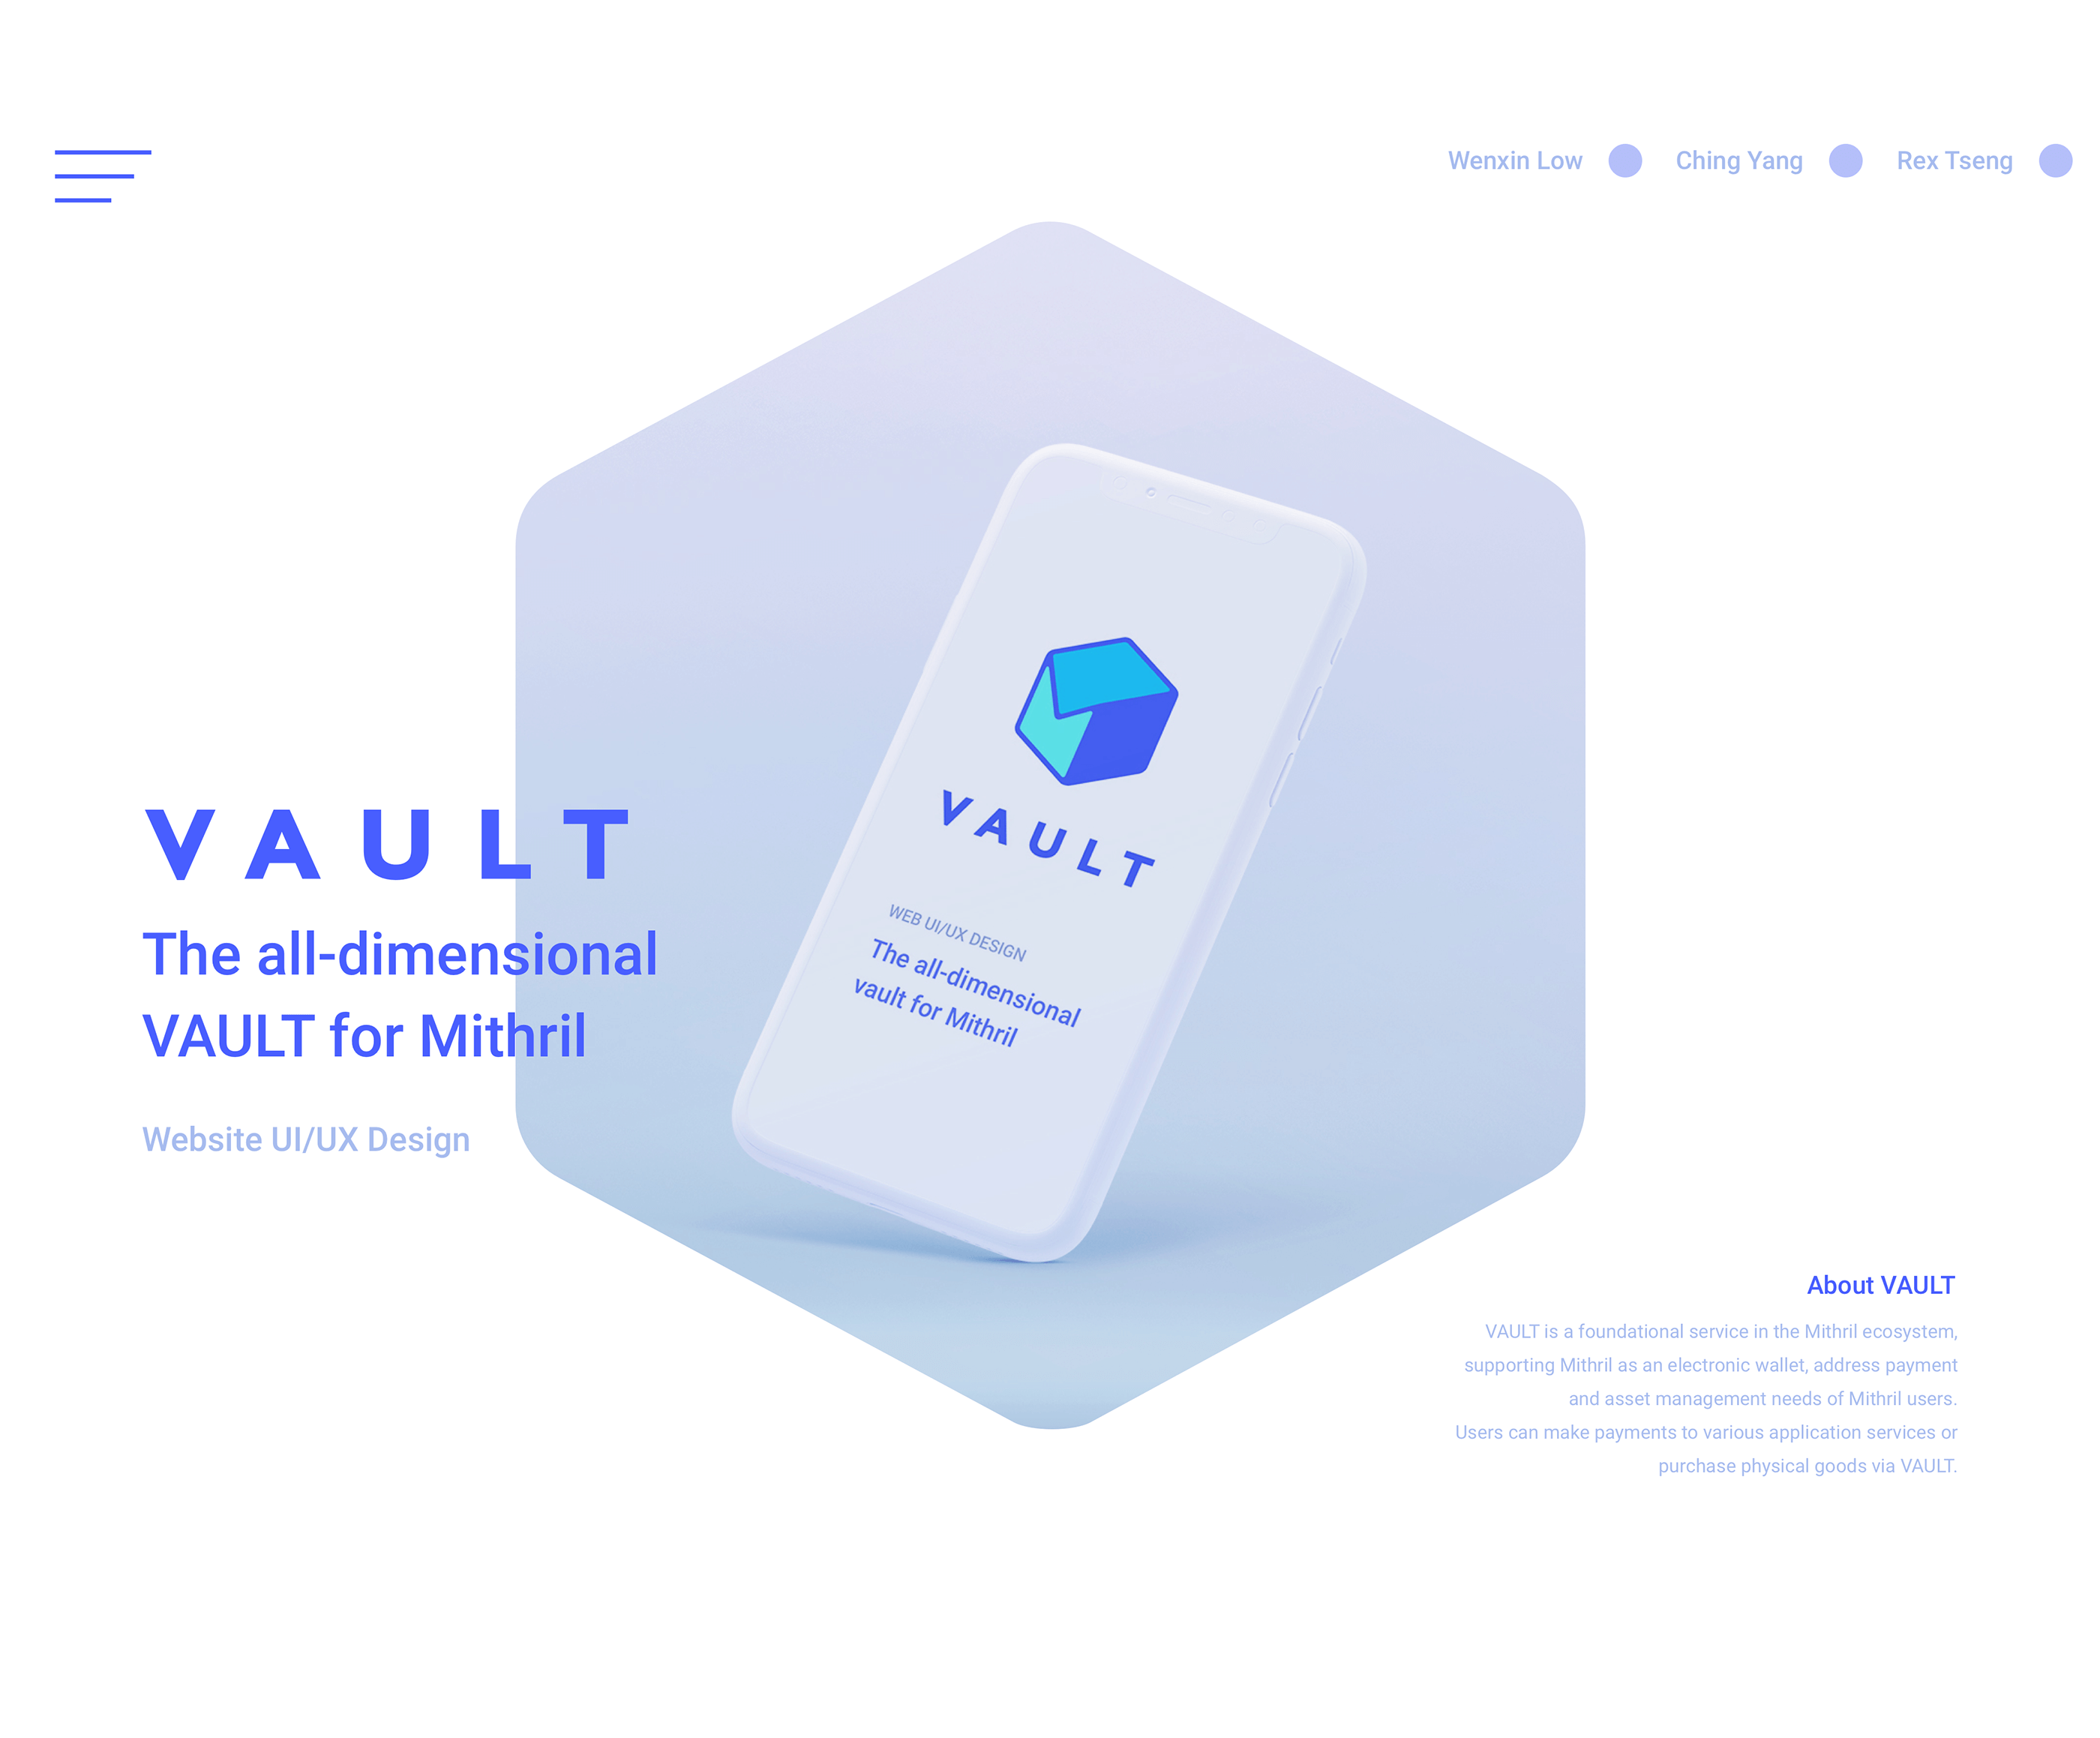 Wenxin Low
Ching Yang
Rex Tseng
VAULT
The all-dimensional
VAULT for Mithril
Website UI/UX Design
VAULT
WEB UI/UX DESIGN
The all-dimensional
vault for Mithril
About VAULT
VAULT is a foundational service in the Mithril ecosystem,
supporting Mithril as an electronic wallet, address payment
and asset management needs of Mithril users.
Users can make payments to various application services or
purchase physical goods via VAULT.